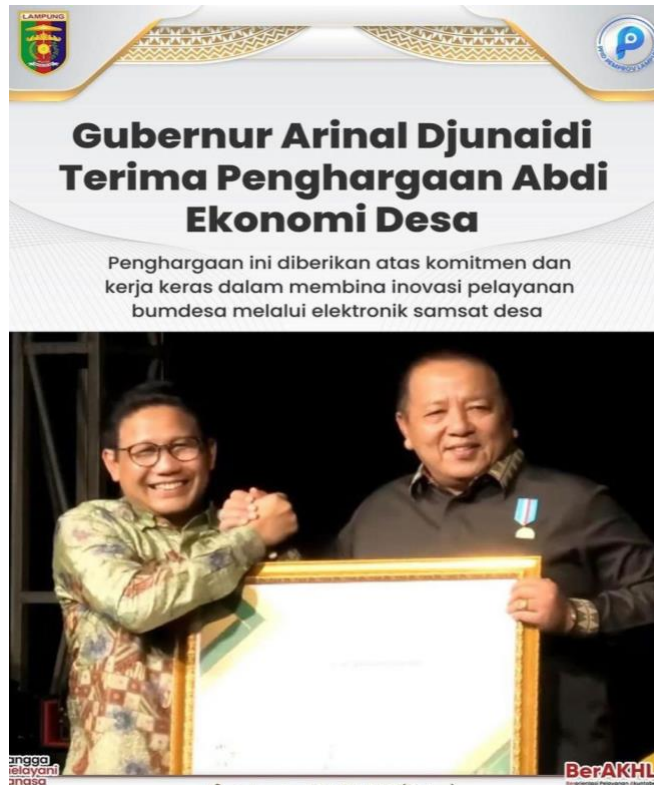 LAMPUNG
Gubernur Arinal Djunaidi
Terima Penghargaan Abdi
Ekonomi Desa
Penghargaan ini diberikan atas komitmen dan
kerja keras dalam membina inovasi pelayanan
bumdesa melalui elektronik samsat desa
angga
elayani
angsa
BerAKHL